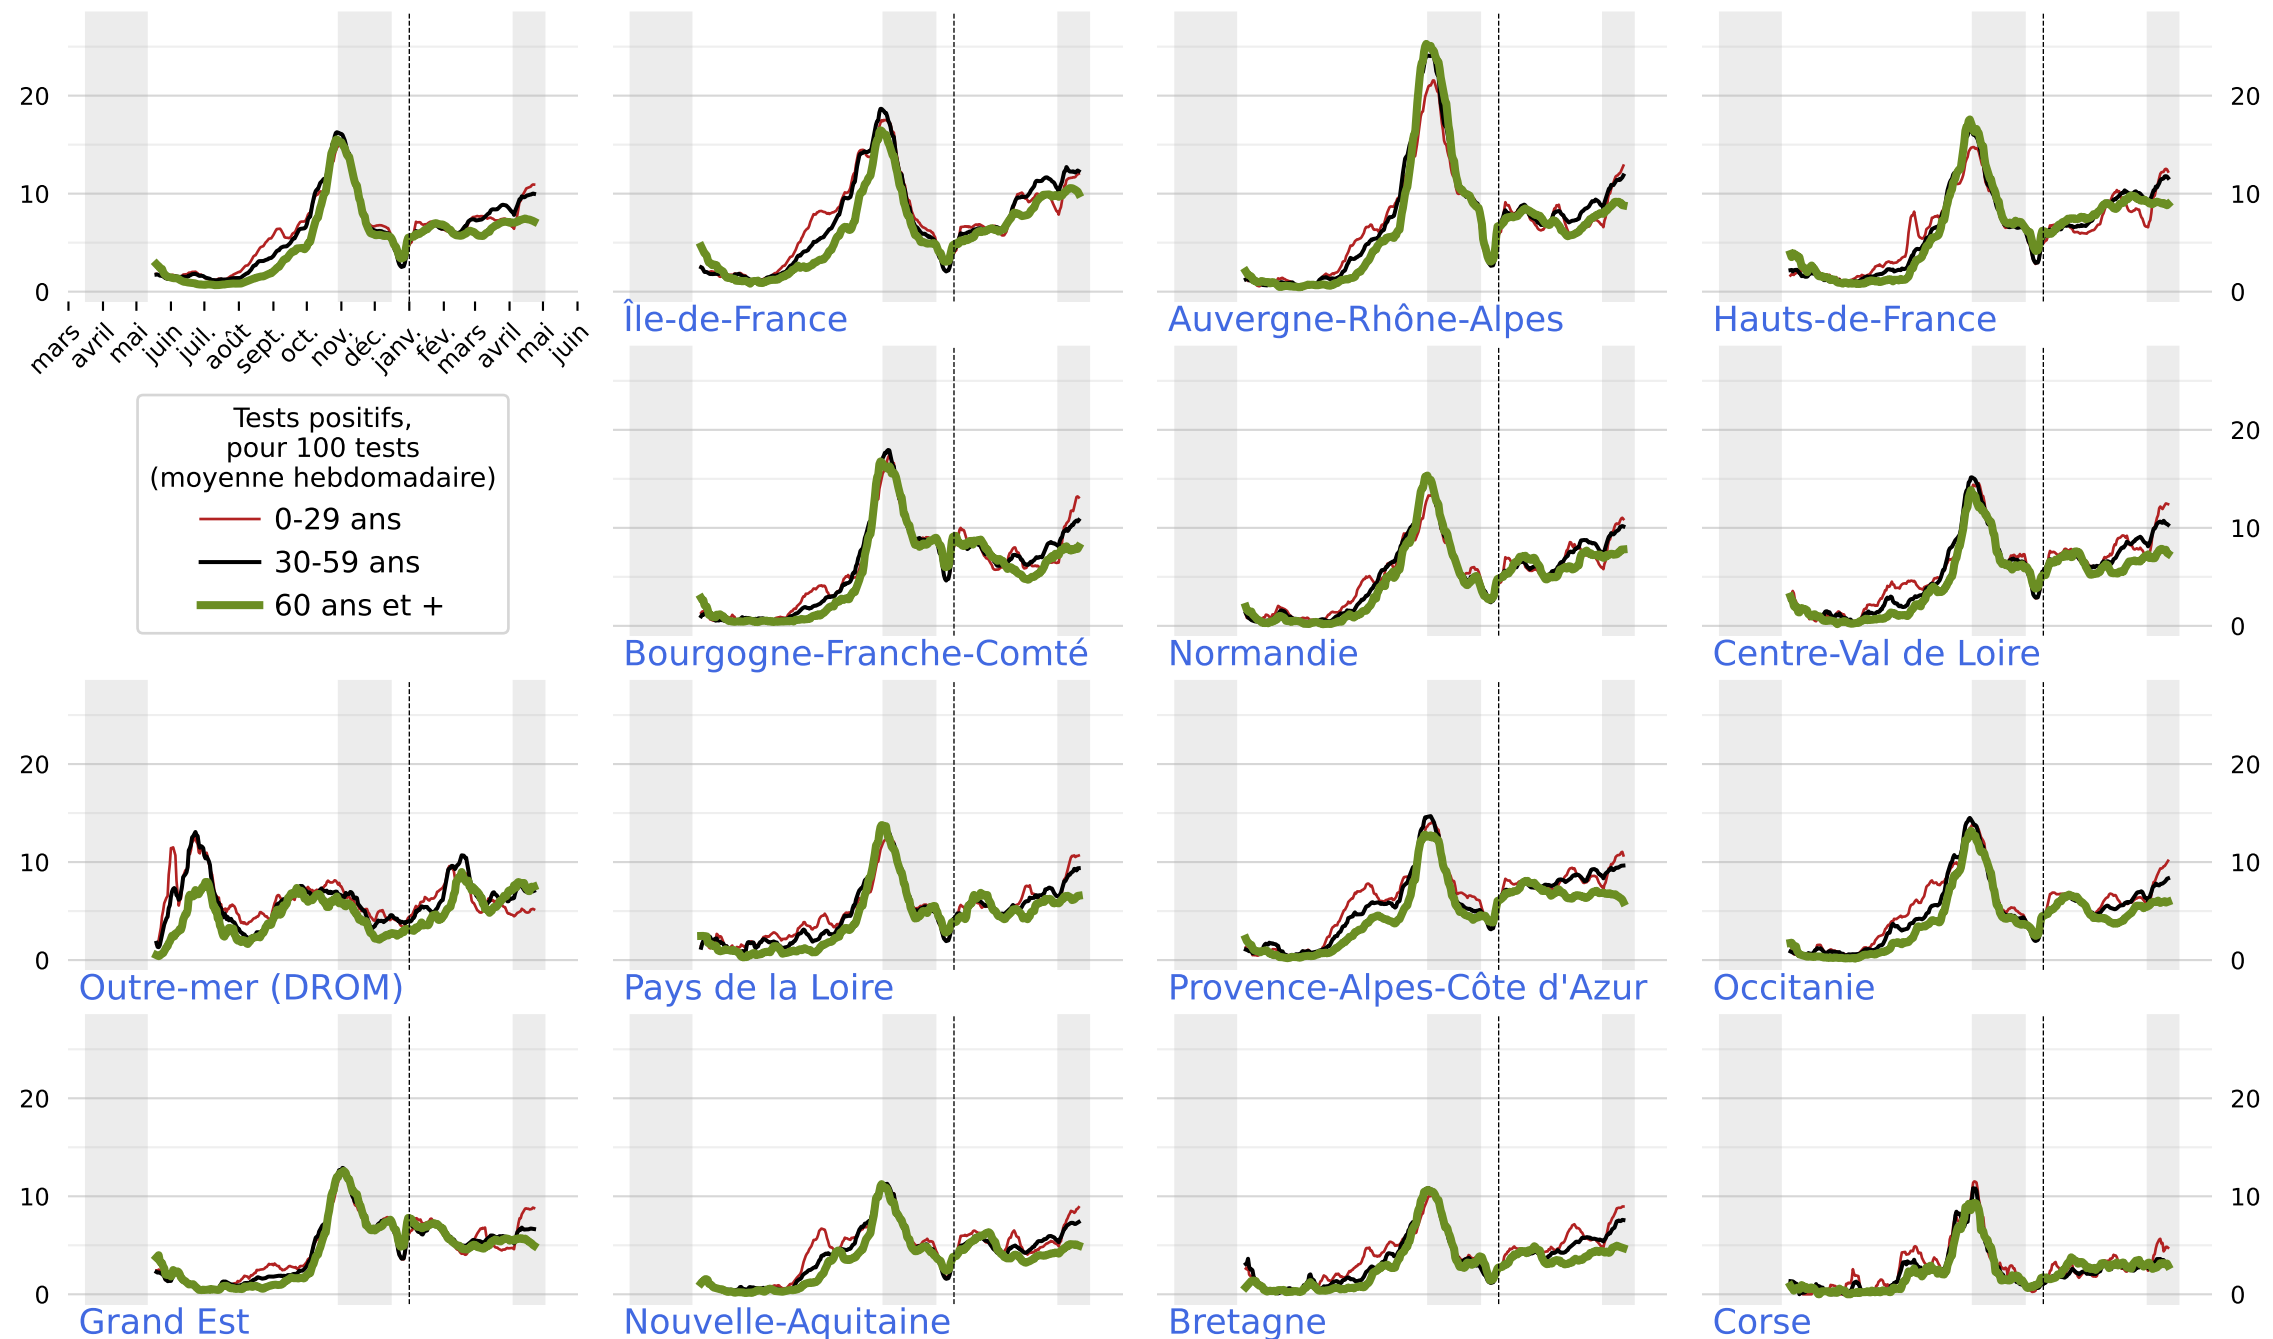 20
10
0
mars
avril
mai
juin
juil.
août
sept.
oct.
nov.
déc.
janv.
fév.
mars
avril
mai
juin
Île-de-France
Auvergne-Rhône-Alpes
Hauts-de-France
20
10
0
Tests positifs,
pour 100 tests
(moyenne hebdomadaire)
0-29 ans
30-59 ans
60 ans et +
Bourgogne-Franche-Comté
Normandie
Centre-Val de Loire
20
10
0
20
10
0
Outre-mer (DROM)
Pays de la Loire
Provence-Alpes-Côte d'Azur
Occitanie
20
10
0
20
10
0
Grand Est
Nouvelle-Aquitaine
Bretagne
Corse
20
10
0